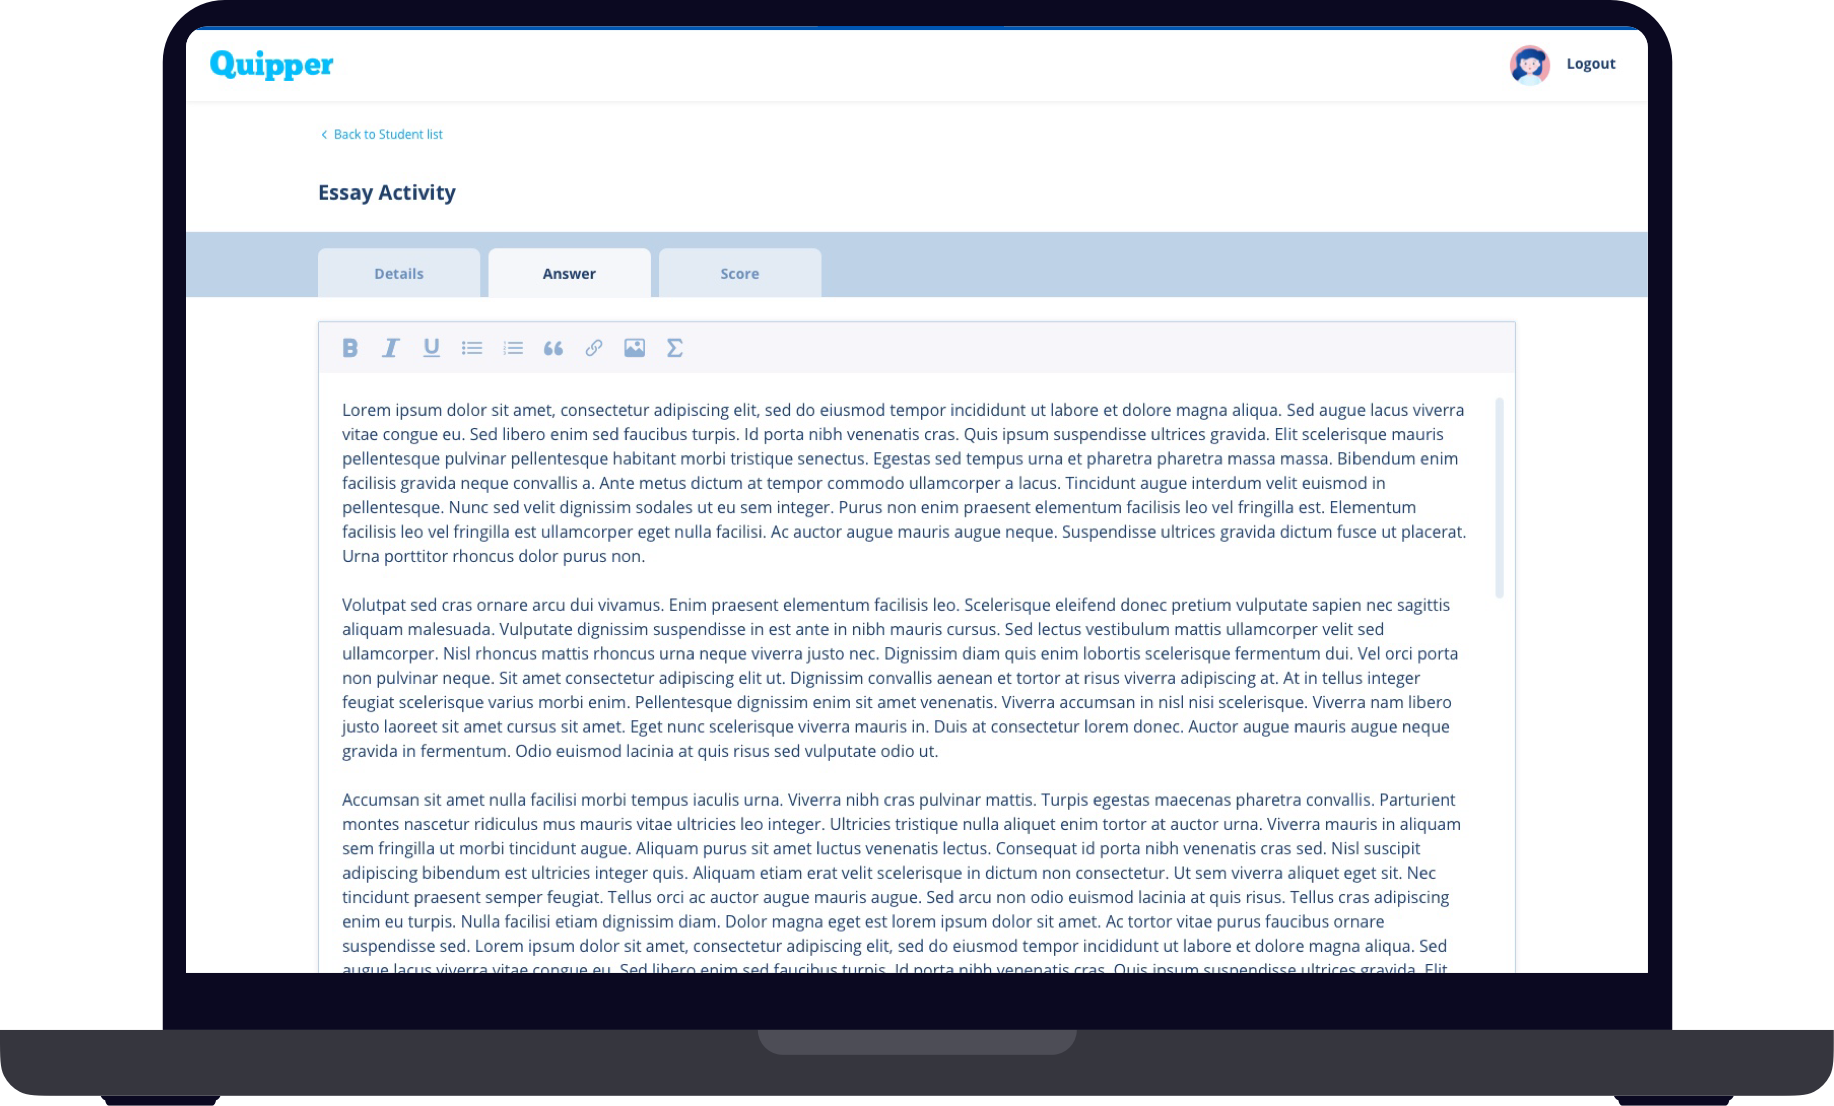 Quipper
Logout
Back to Student list
Essay Activity
Details
Answer
Score
Lorem ipsum dolor sit amet, consectetur adipiscing elit, sed do eiusmod tempor incididunt ut labore et dolore magna aliqua. Sed augue lacus viverra
vitae congue eu. Sed libero enim sed faucibus turpis. Id porta nibh venenatis cras. Quis ipsum suspendisse ultrices gravida. Elit scelerisque mauris
pellentesque pulvinar pellentesque habitant morbi tristique senectus. Egestas sed tempus urna et pharetra pharetra massa massa. Bibendum enim
facilisis gravida neque convallis a. Ante metus dictum at tempor commodo ullamcorper a lacus. Tincidunt augue interdum velit euismod in
pellentesque. Nunc sed velit dignissim sodales ut eu sem integer. Purus non enim praesent elementum facilisis leo vel fringilla est. Elementum
facilisis leo vel fringilla est ullamcorper eget nulla facilisi. Ac auctor augue mauris augue neque. Suspendisse ultrices gravida dictum fusce ut placerat.
Urna porttitor rhoncus dolor purus non.
Volutpat sed cras ornare arcu dui vivamus. Enim praesent elementum facilisis leo. Scelerisque eleifend donec pretium vulputate sapien nec sagittis
aliquam malesuada. Vulputate dignissim suspendisse in est ante in nibh mauris cursus. Sed lectus vestibulum mattis ullamcorper velit sed
ullamcorper. Nisl rhoncus mattis rhoncus urna neque viverra justo nec. Dignissim diam quis enim lobortis scelerisque fermentum dui. Vel orci porta
non pulvinar neque. Sit amet consectetur adipiscing elit ut. Dignissim convallis aenean et tortor at risus viverra adipiscing at. At in tellus integer
feugiat scelerisque varius morbi enim. Pellentesque dignissim enim sit amet venenatis. Viverra accumsan in nisl nisi scelerisque. Viverra nam libero
justo laoreet sit amet cursus sit amet. Eget nunc scelerisque viverra mauris in. Duis at consectetur lorem donec. Auctor augue mauris augue neque
gravida in fermentum. Odio euismod lacinia at quis risus sed vulputate odio ut.
Accumsan sit amet nulla facilisi morbi tempus iaculis urna. Viverra nibh cras pulvinar mattis. Turpis egestas maecenas pharetra convallis. Parturient
montes nascetur ridiculus mus mauris vitae ultricies leo integer. Ultricies tristique nulla aliquet enim tortor at auctor urna. Viverra mauris in aliquam
sem fringilla ut morbi tincidunt augue. Aliquam purus sit amet luctus venenatis lectus. Consequat id porta nibh venenatis cras sed. Nisl suscipit
adipiscing bibendum est ultricies integer quis. Aliquam etiam erat velit scelerisque in dictum non consectetur. Ut sem viverra aliquet eget sit. Nec
tincidunt praesent semper feugiat. Tellus orci ac auctor augue mauris augue. Sed arcu non odio euismod lacinia at quis risus. Tellus cras adipiscing
enim eu turpis. Nulla facilisi etiam dignissim diam. Dolor magna eget est lorem ipsum dolor sit amet. Ac tortor vitae purus faucibus ornare
suspendisse sed. Lorem ipsum dolor sit amet, consectetur adipiscing elit, sed do eiusmod tempor incididunt ut labore et dolore magna aliqua. Sed
augue lacus viverra vitae congue eu. Sed libero enim sed faucibus turpis. Id porta nibh venenatis cras. Quis ipsum suspendisse ultrices gravida. Elit